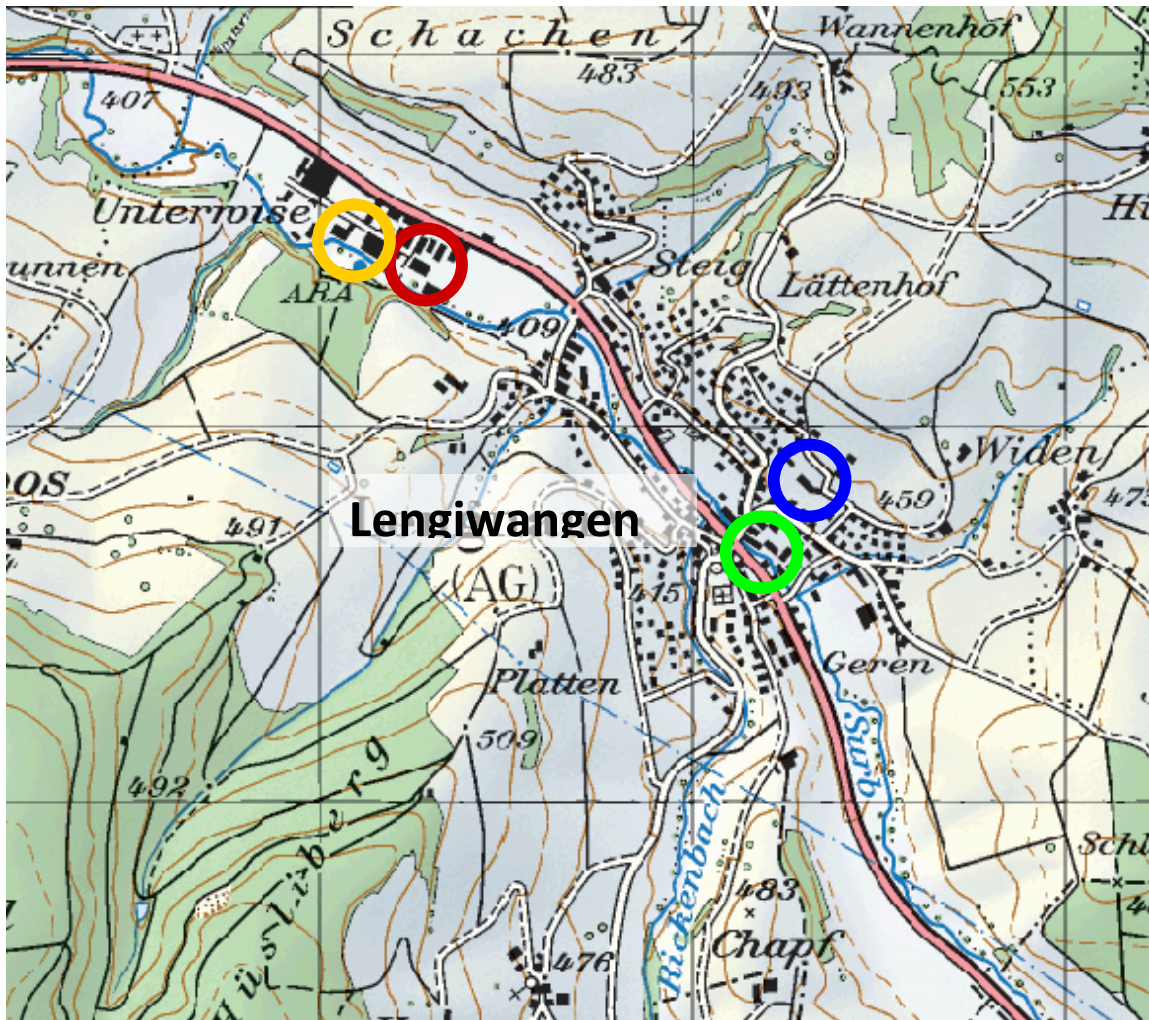 Schachen
Wannenhof
483
493
553
407
Unterwise
Steig
Lättenhof
ARA
409
Widen
459
491
Lengiwangen
(AG)
415
Geren
Platten
509
Surb
492
Rickenbach
483
Chapf
476